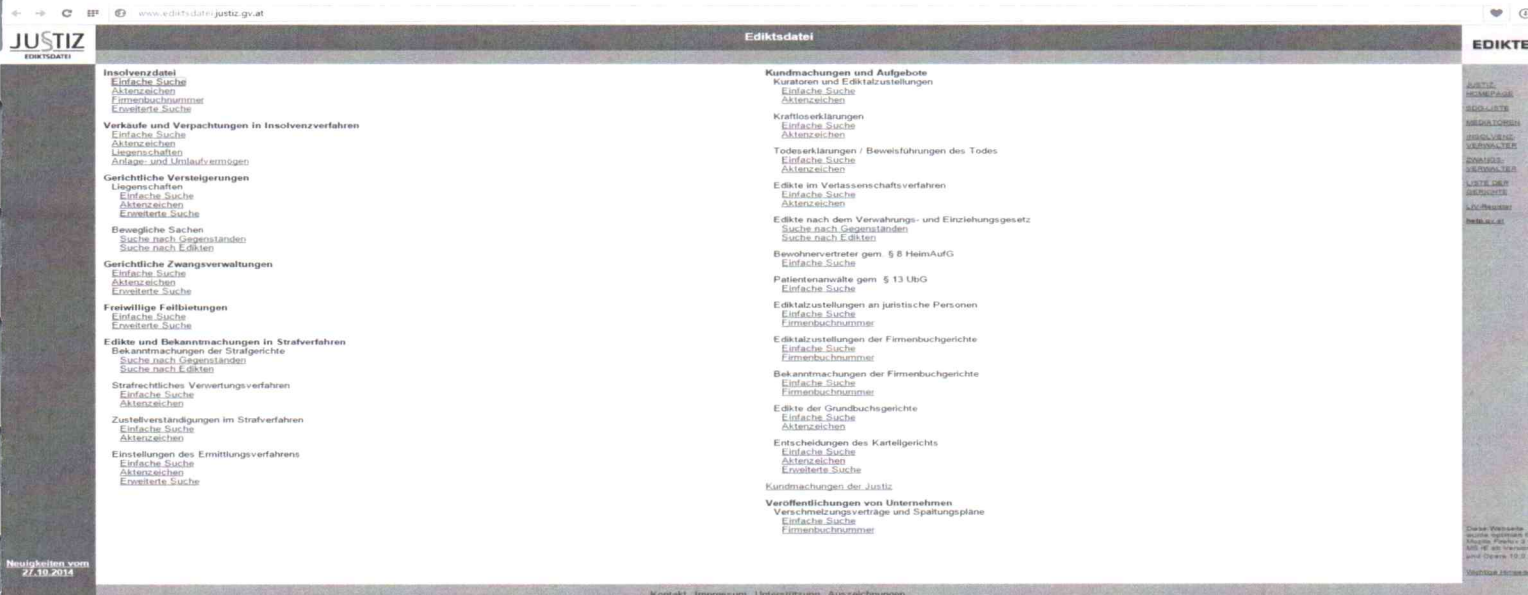 www.ediktsdatei.justiz.gv.at
JUSTIZ
EDIKTSDATEI
Ediktsdatei
EDIKTE
Insolvenzdatei
Einfache Suche
Aktenzeichen
Firmenbuchnummer
Erweiterte Suche
Verkäufe und Verpachtungen in Insolvenzverfahren
Einfache Suche
Aktenzeichen
Liegenschaften
Anlage- und Umlaufvermögen
Gerichtliche Versteigerungen
Liegenschaften
Einfache Suche
Aktenzeichen
Erweiterte Suche
Bewegliche Sachen
Suche nach Gegenständen
Suche nach Edikten
Gerichtliche Zwangsverwaltungen
Einfache Suche
Aktenzeichen
Erweiterte Suche
Freiwillige Feilbietungen
Einfache Suche
Erweiterte Suche
Edikte und Bekanntmachungen in Strafverfahren
Bekanntmachungen der Strafgerichte
Suche nach Gegenständen
Suche nach Edikten
Strafrechtliches Verwertungsverfahren
Einfache Suche
Aktenzeichen
Zustellverständigungen im Strafverfahren
Einfache Suche
Aktenzeichen
Einstellungen des Ermittlungsverfahrens
Einfache Suche
Aktenzeichen
Erweiterte Suche
Kundmachungen und Aufgebote
Kuratoren und Ediktalzustellungen
Einfache Suche
Aktenzeichen
Kraftloserklärungen
Einfache Suche
Aktenzeichen
Todeserklärungen / Beweisführungen des Todes
Einfache Suche
Aktenzeichen
Edikte im Verlassenschaftsverfahren
Einfache Suche
Aktenzeichen
Edikte nach dem Verwahrungs- und Einziehungsgesetz
Suche nach Gegenständen
Suche nach Edikten
Bewohnervertreter gem. § 8 HeimAufG
Einfache Suche
Patientenanwälte gem. § 13 UbG
Einfache Suche
Ediktalzustellungen an juristische Personen
Einfache Suche
Firmenbuchnummer
Ediktalzustellungen der Firmenbuchgerichte
Einfache Suche
Firmenbuchnummer
Bekanntmachungen der Firmenbuchgerichte
Einfache Suche
Firmenbuchnummer
Edikte der Grundbuchsgerichte
Einfache Suche
Aktenzeichen
Entscheidungen des Kartellgerichts
Einfache Suche
Aktenzeichen
Erweiterte Suche
Kundmachungen der Justiz
Veröffentlichungen von Unternehmen
Verschmelzungsverträge und Spaltungspläne
Einfache Suche
Firmenbuchnummer
JUSTIZ
HOMEPAGE
SDG-LISTE
MEDIATOREN
INSOLVENZ
VERWALTER
ZWANGS-
VERWALTER
LISTE DER
GERICHTE
help.gv.at
Neuigkeiten vom
27.10.2014
Kontakt Impressum Unterstützung Auszeichnungen